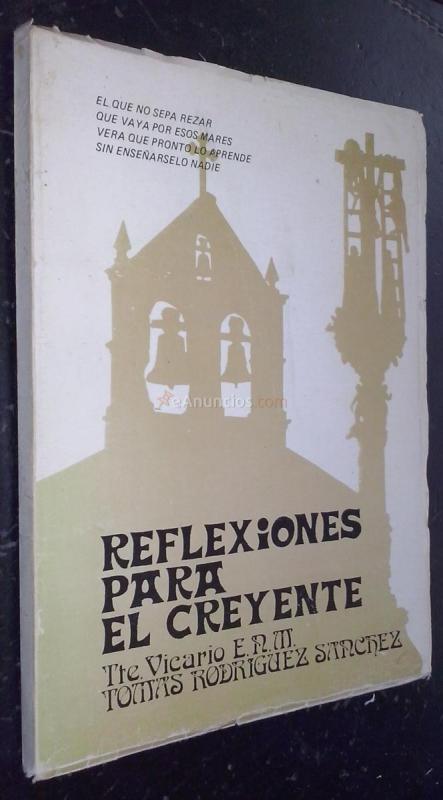 EL QUE NO SEPA REZAR
QUE VAYA POR ESOS MARES
VERA QUE PRONTO LO APRENDE
SIN ENSEÑARSELO NADIE
eAnuncios.com
REFLEXiONES
PARA
EL CREYENTE
Tte. Vicario E.N.M.
TOMAS RODRIGUEZ SANCHEZ